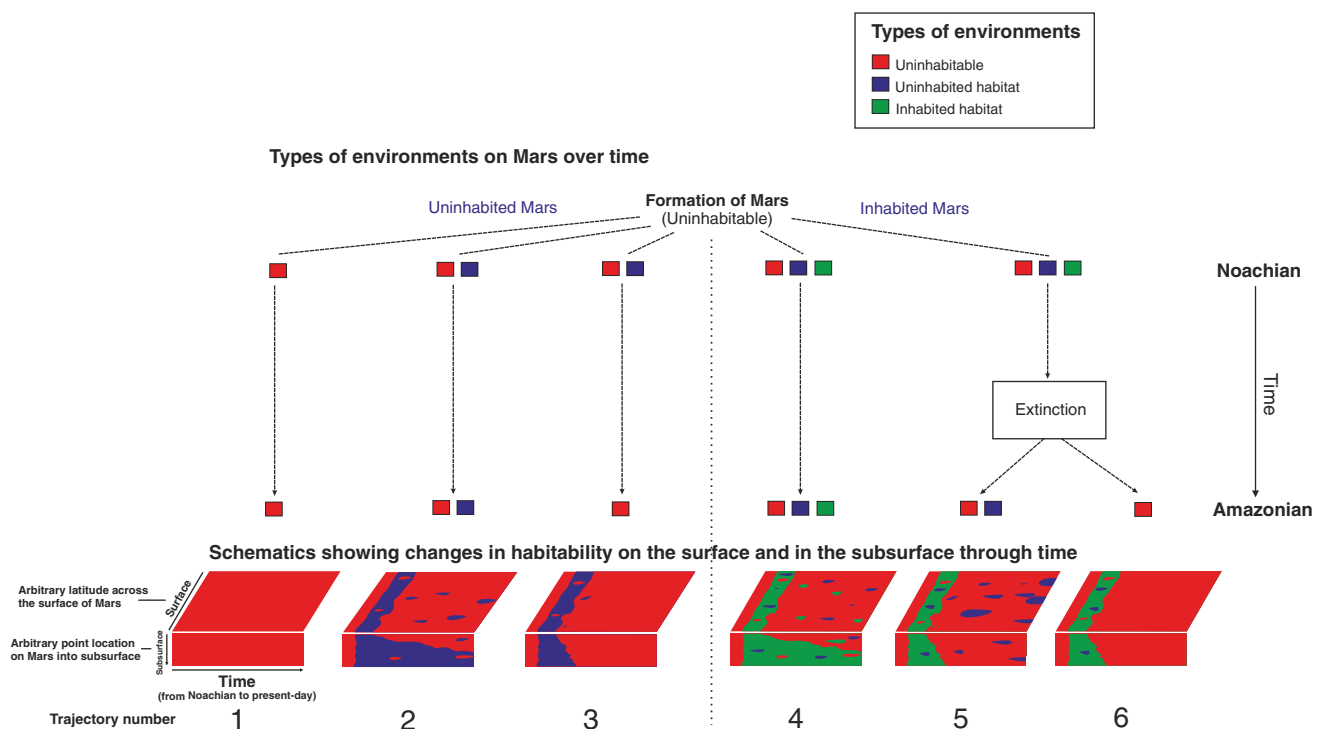 Types of environments
Uninhabitable
Uninhabited habitat
Inhabited habitat
Types of environments on Mars over time
Uninhabited Mars
Formation of Mars
(Uninhabitable)
Inhabited Mars
Noachian
Time
Extinction
Amazonian
Schematics showing changes in habitability on the surface and in the subsurface through time
Arbitrary latitude across
the surface of Mars
Surface
Arbitrary point location
on Mars into subsurface
Subsurface
Time
(from Noachian to present-day)
Trajectory number 1 2 3 4 5 6